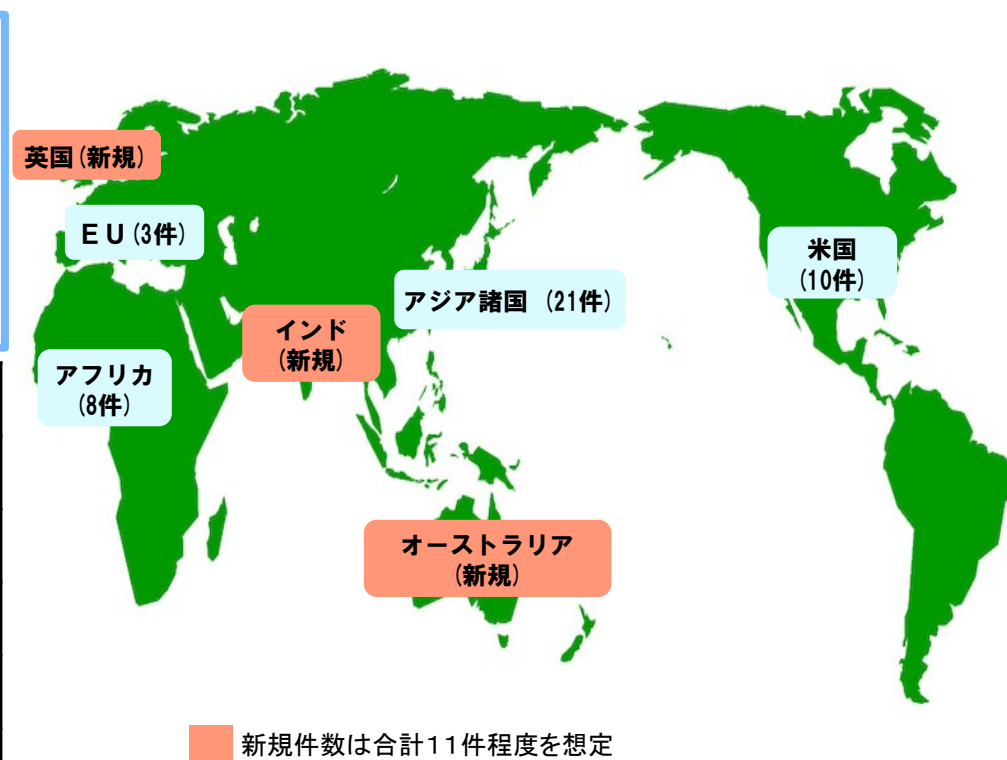 英国(新規)
ＥＵ(3件)
米国
(10件)
アジア諸国 (21件)
インド
(新規)
アフリカ
(8件)
オーストラリア
(新規)
新規件数は合計１１件程度を想定